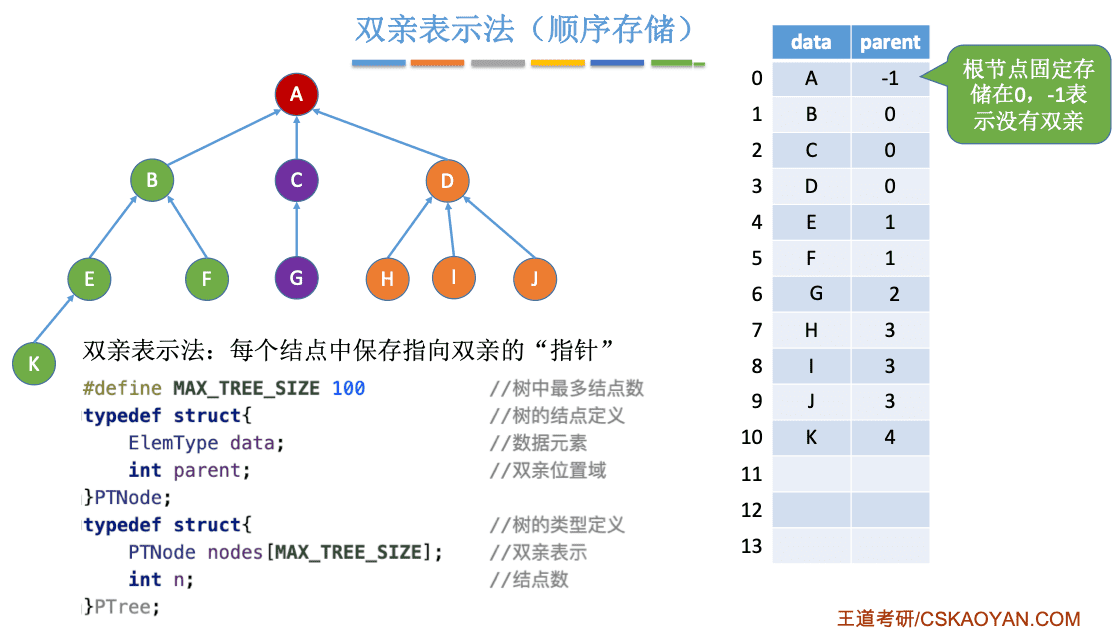 双亲表示法（顺序存储）
A
B
C
D
E
F
G
H
I
J
K
双亲表示法：每个结点中保存指向双亲的“指针”
#define MAX_TREE_SIZE 100 //树中最多结点数
typedef struct{ //树的结点定义
ElemType data; //数据元素
int parent; //双亲位置域
}PTNode;
typedef struct{ //树的类型定义
PTNode nodes[MAX_TREE_SIZE]; //双亲表示
int n; //结点数
}PTree;
data parent
0 A -1
1 B 0
2 C 0
3 D 0
4 E 1
5 F 1
6 G 2
7 H 3
8 I 3
9 J 3
10 K 4
11
12
13
根节点固定存
储在0，-1表
示没有双亲
王道考研/CSKAOYAN.COM